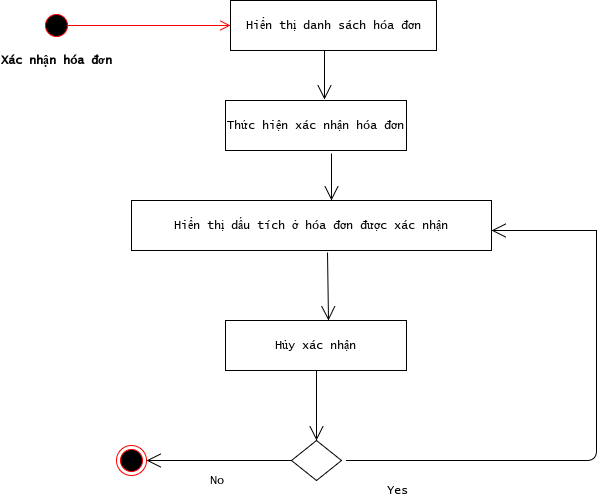 Hiển thị danh sách hóa đơn
Xác nhận hóa đơn
Thức hiện xác nhận hóa đơn
Hiển thị dấu tích ở hóa đơn được xác nhận
Hủy xác nhận
No
Yes